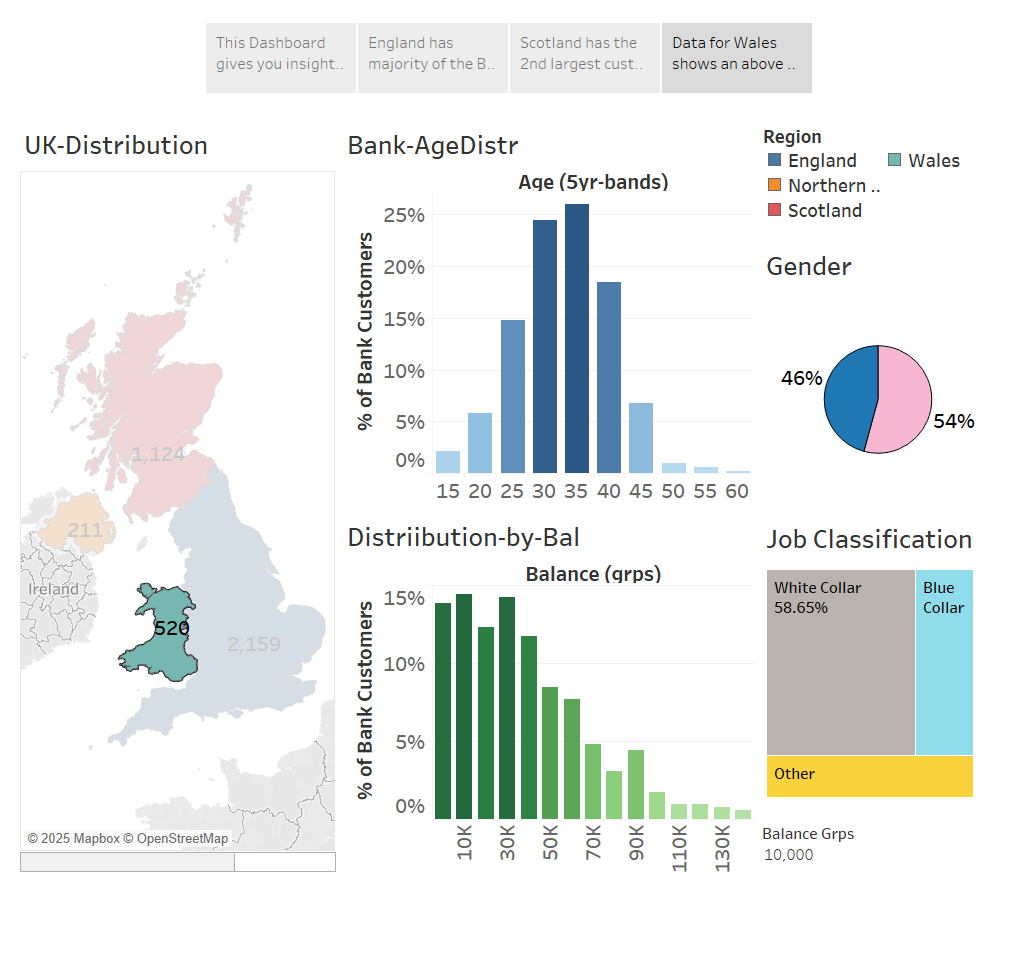 This Dashboard
gives you insight..
England has
majority of the B..
Scotland has the
2nd largest cust..
Data for Wales
shows an above ..
UK-Distribution
1,124
211
Ireland
520
2,159
© 2025 Mapbox © OpenStreetMap
Bank-AgeDistr
Age (5yr-bands)
% of Bank Customers
25%
20%
15%
10%
5%
0%
15 20 25 30 35 40 45 50 55 60
Region
England Wales
Northern ..
Scotland
Gender
46%
54%
Distriibution-by-Bal
Balance (grps)
% of Bank Customers
15%
10%
5%
0%
10K 30K 50K 70K 90K 110K 130K
Job Classification
White Collar
58.65%
Blue
Collar
Other
Balance Grps
10,000